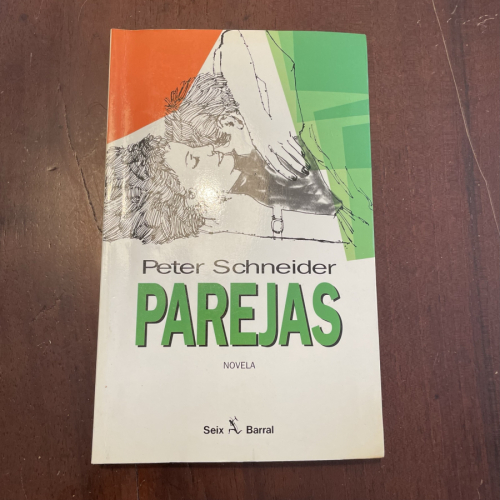 Peter Schneider
PAREJAS
NOVELA
Seix Barral